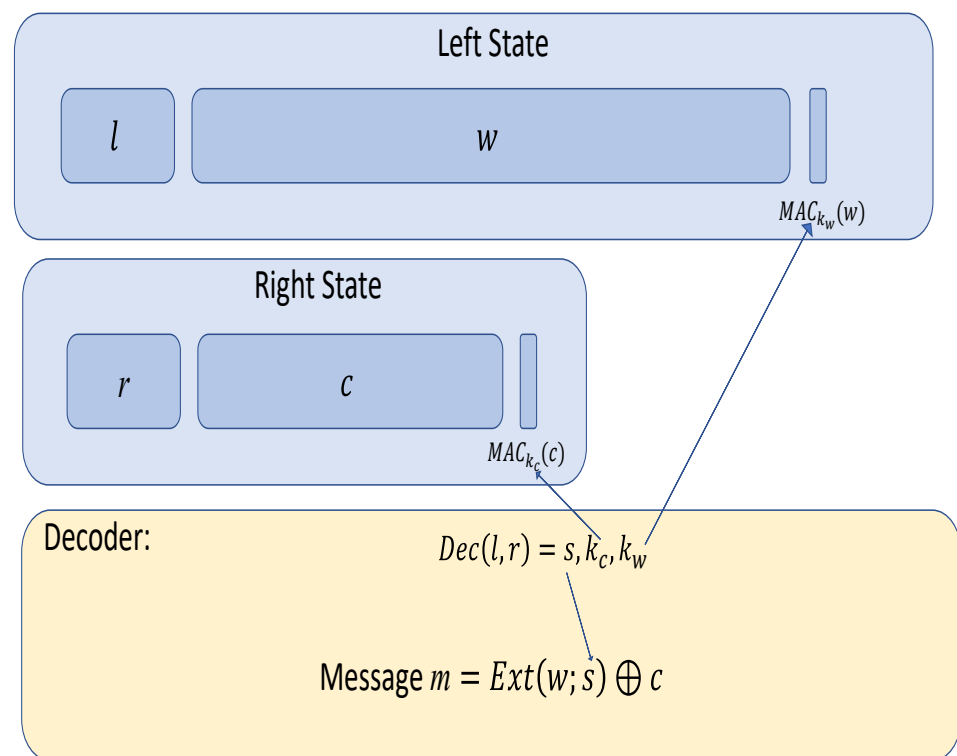 Left State
l
w
MAC_{k_w}(w)
Right State
r
c
MAC_{k_c}(c)
Decoder:
Dec(l, r) = s, k_c, k_w
Message m = Ext(w; s) ⊕ c